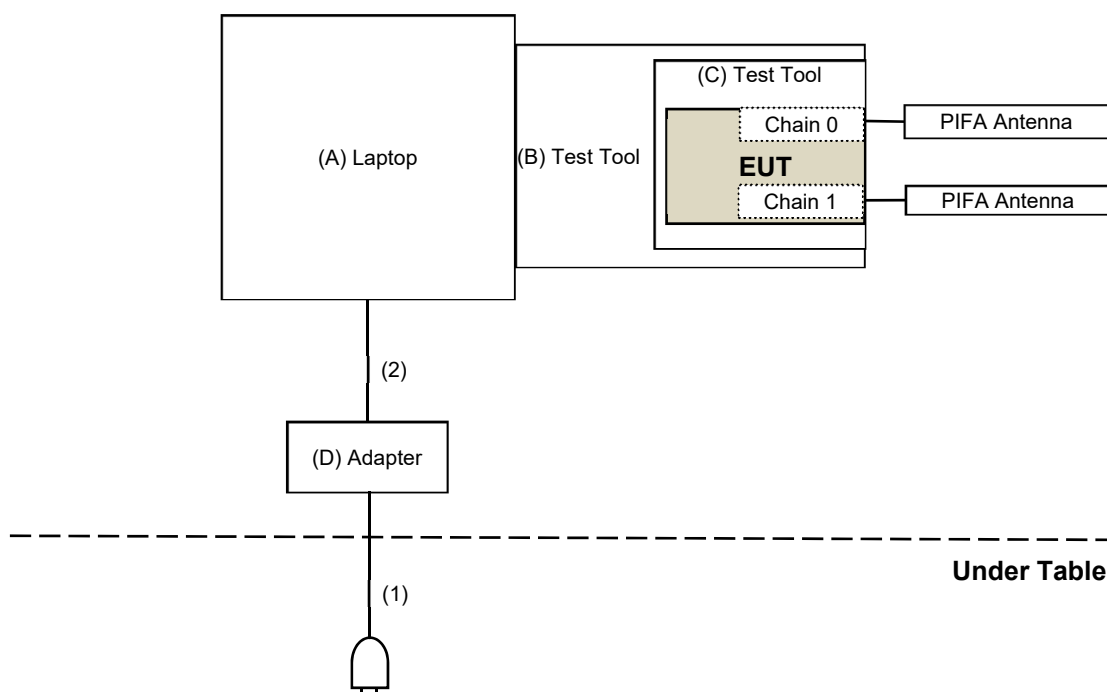 (C) Test Tool
Chain 0
PIFA Antenna
(A) Laptop
(B) Test Tool
EUT
Chain 1
PIFA Antenna
(2)
(D) Adapter
Under Table
(1)